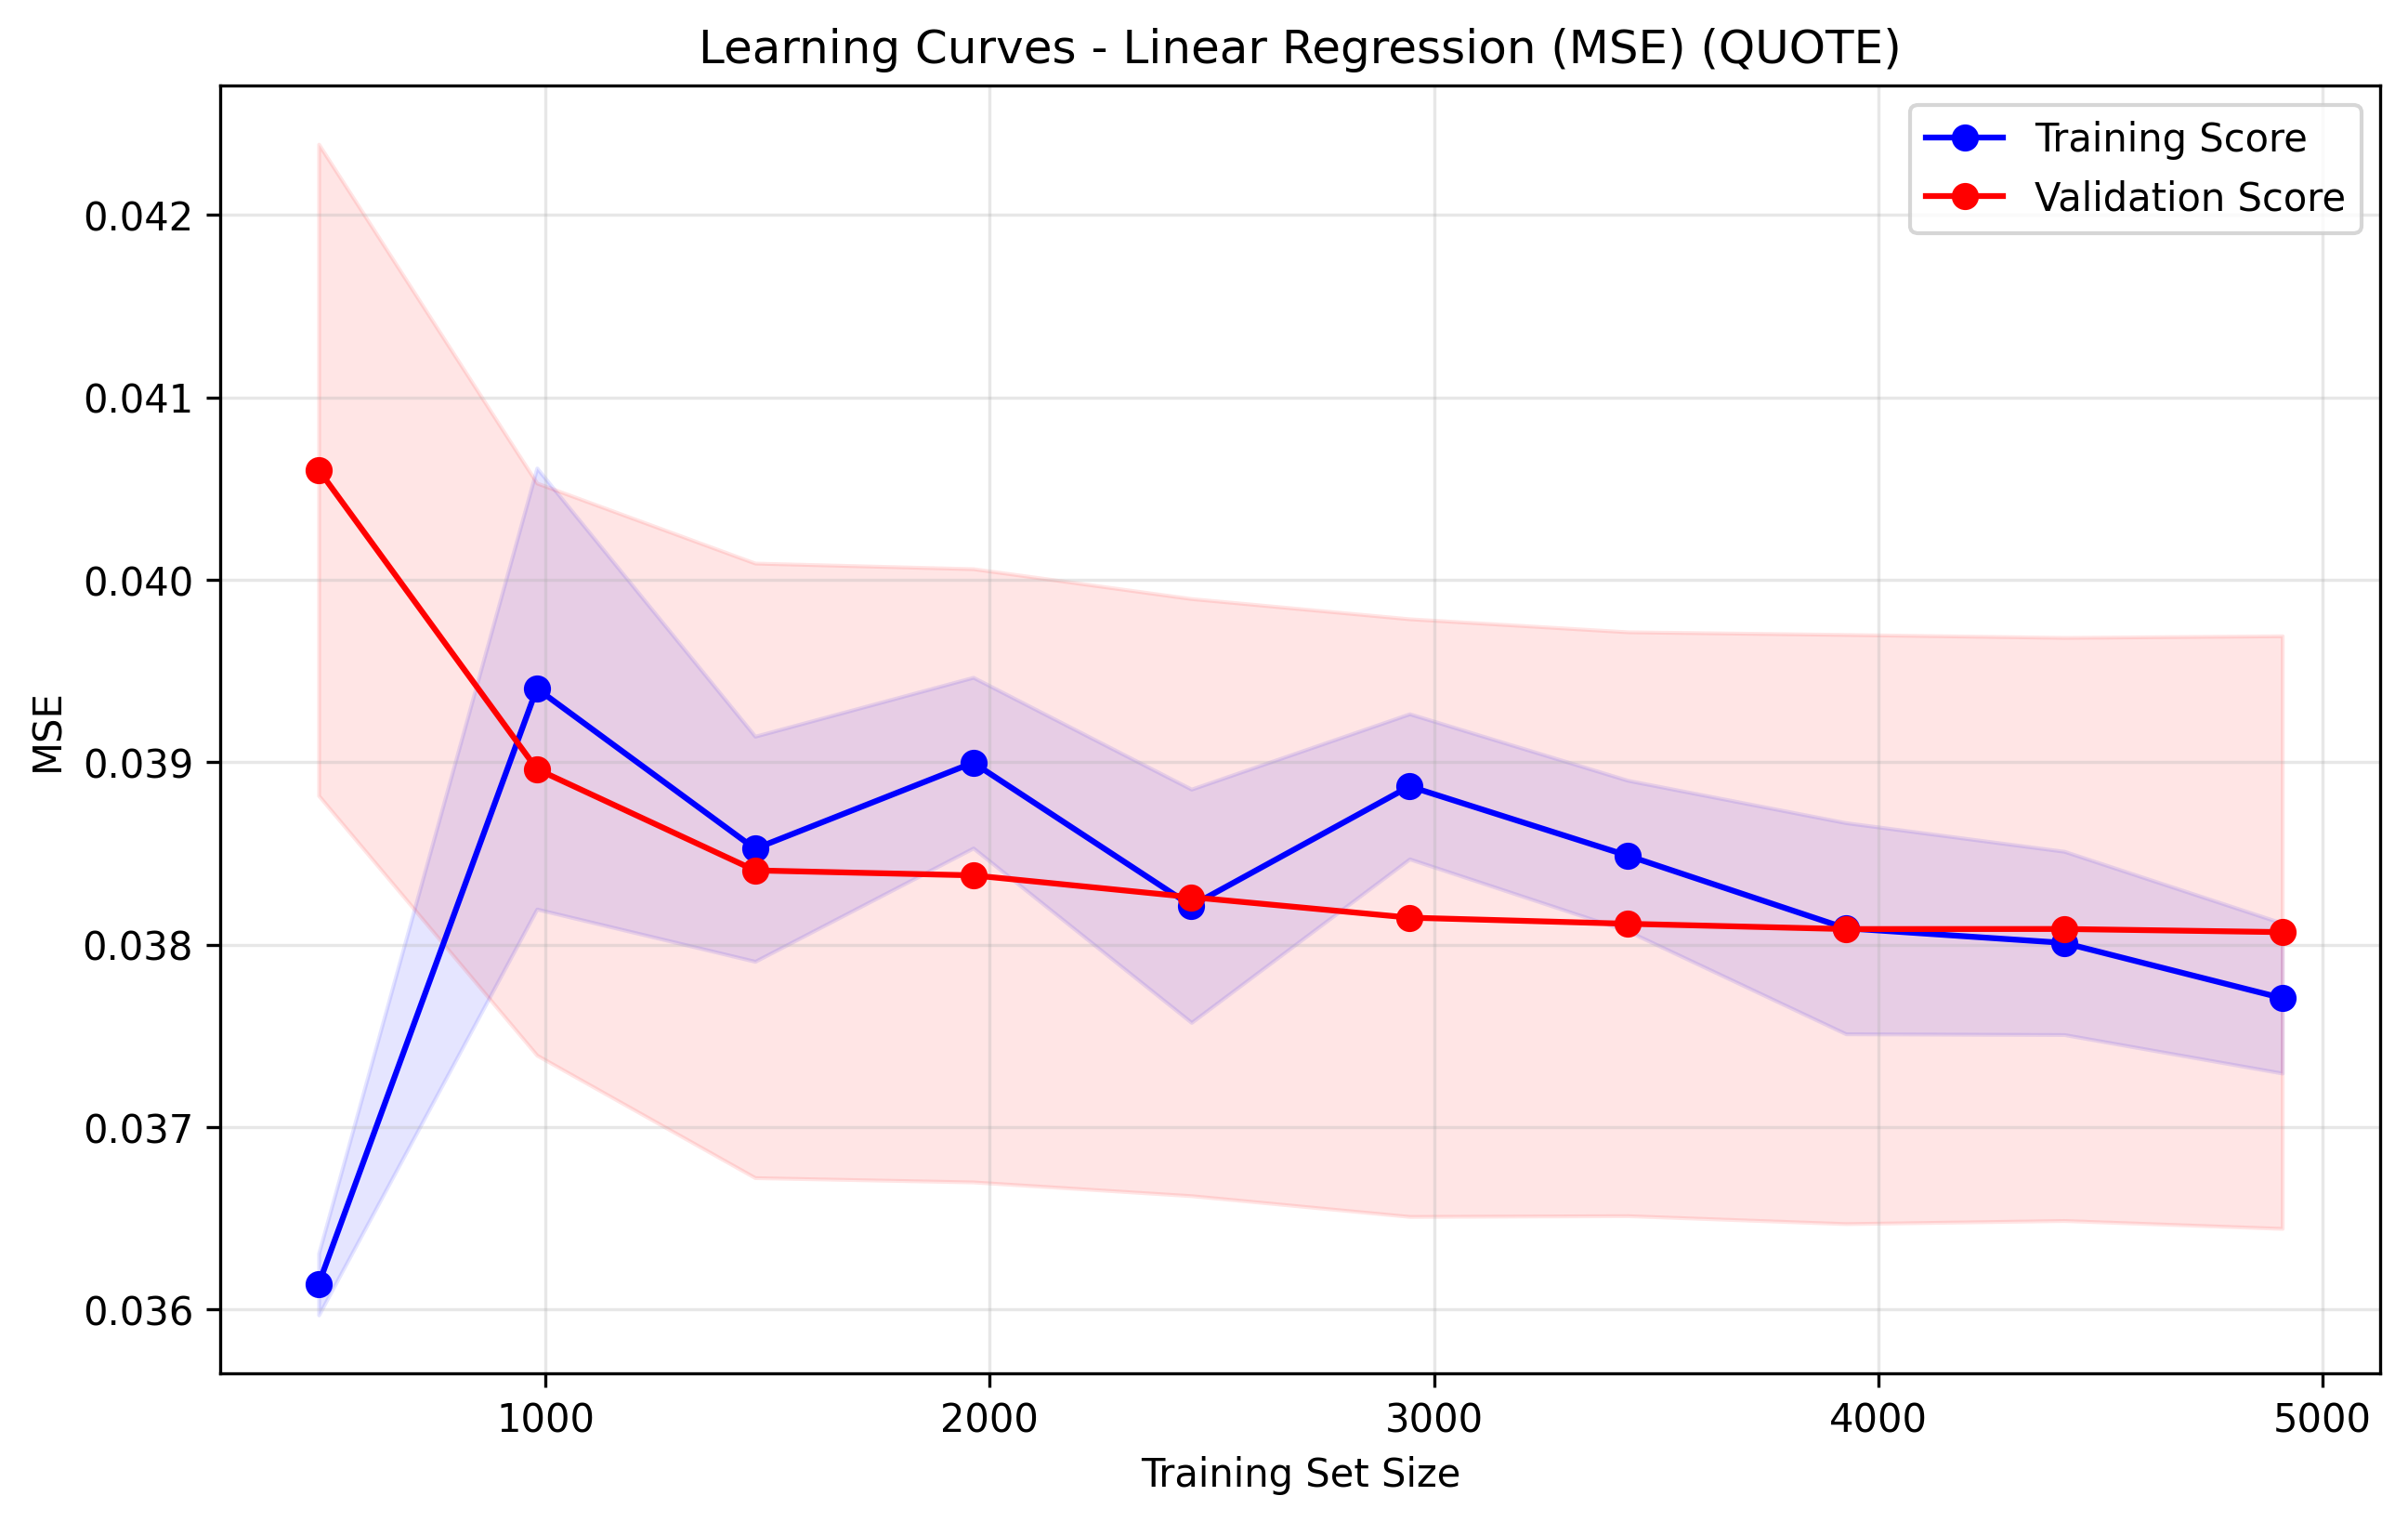 Learning Curves - Linear Regression (MSE) (QUOTE)
Training Score
Validation Score
MSE
0.042
0.041
0.040
0.039
0.038
0.037
0.036
1000
2000
3000
4000
5000
Training Set Size